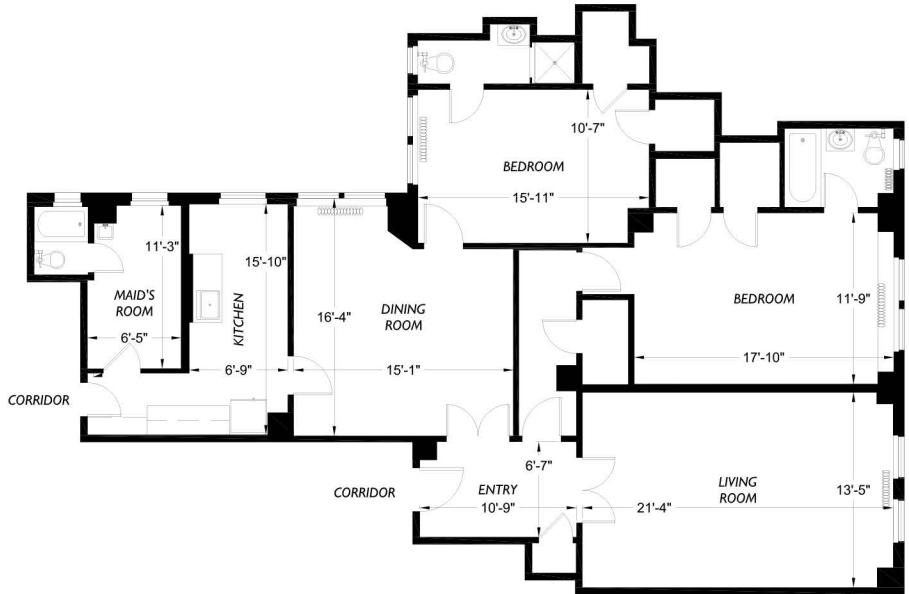 10'-7"
BEDROOM
15'-11"
11'-3"
15'-10"
MAID'S
ROOM
KITCHEN
16'-4"
DINING
ROOM
BEDROOM
11'-9"
6'-5"
6'-9"
15'-1"
17'-10"
CORRIDOR
6'-7"
CORRIDOR
ENTRY
10'-9"
LIVING
ROOM
13'-5"
21'-4"